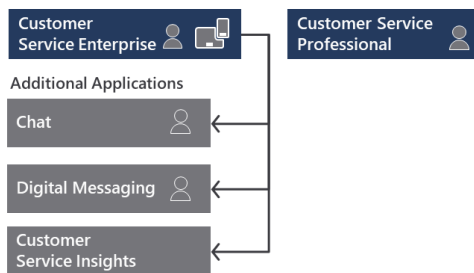 Customer
Service Enterprise
Customer Service
Professional
Additional Applications
Chat
Digital Messaging
Customer
Service Insights